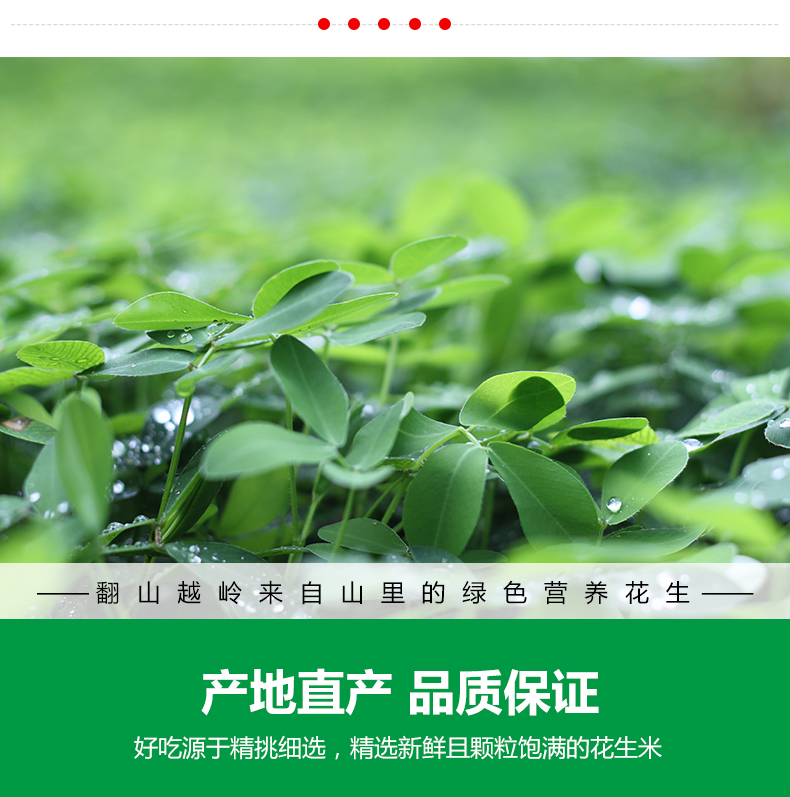 翻山越岭来自山里的绿色营养花生
产地直产 品质保证
好吃源于精挑细选，精选新鲜且颗粒饱满的花生米